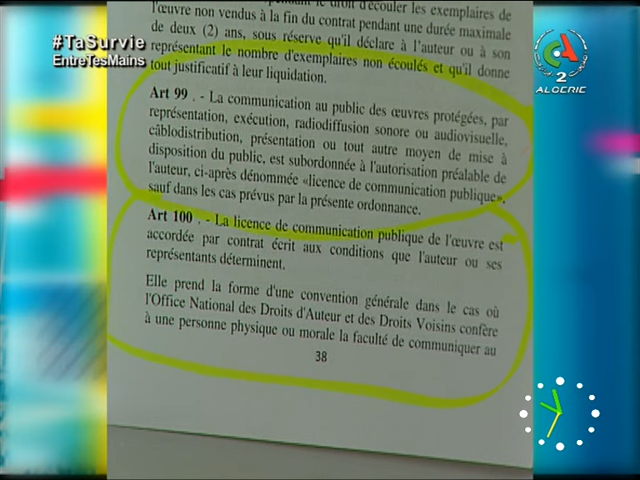 #TaSurvie
EntreTesMains
2
ALGERIE
le droit d'écouler les exemplaires de
l'œuvre non vendus à la fin du contrat pendant une durée maximale
de deux (2) ans, sous réserve qu'il déclare à l'auteur ou à son
représentant le nombre d'exemplaires non écoulés et qu'il donne
tout justificatif à leur liquidation.
Art 99 . - La communication au public des œuvres protégées, par
représentation, exécution, radiodiffusion sonore ou audiovisuelle,
câblodistribution, présentation ou tout autre moyen de mise à
disposition du public, est subordonnée à l'autorisation préalable de
l'auteur, ci-après dénommée «licence de communication publique»,
sauf dans les cas prévus par la présente ordonnance.
Art 100 . - La licence de communication publique de l'œuvre est
accordée par contrat écrit aux conditions que l'auteur ou ses
représentants déterminent.
Elle prend la forme d'une convention générale dans le cas où
l'Office National des Droits d'Auteur et des Droits Voisins confère
à une personne physique ou morale la faculté de communiquer au
38